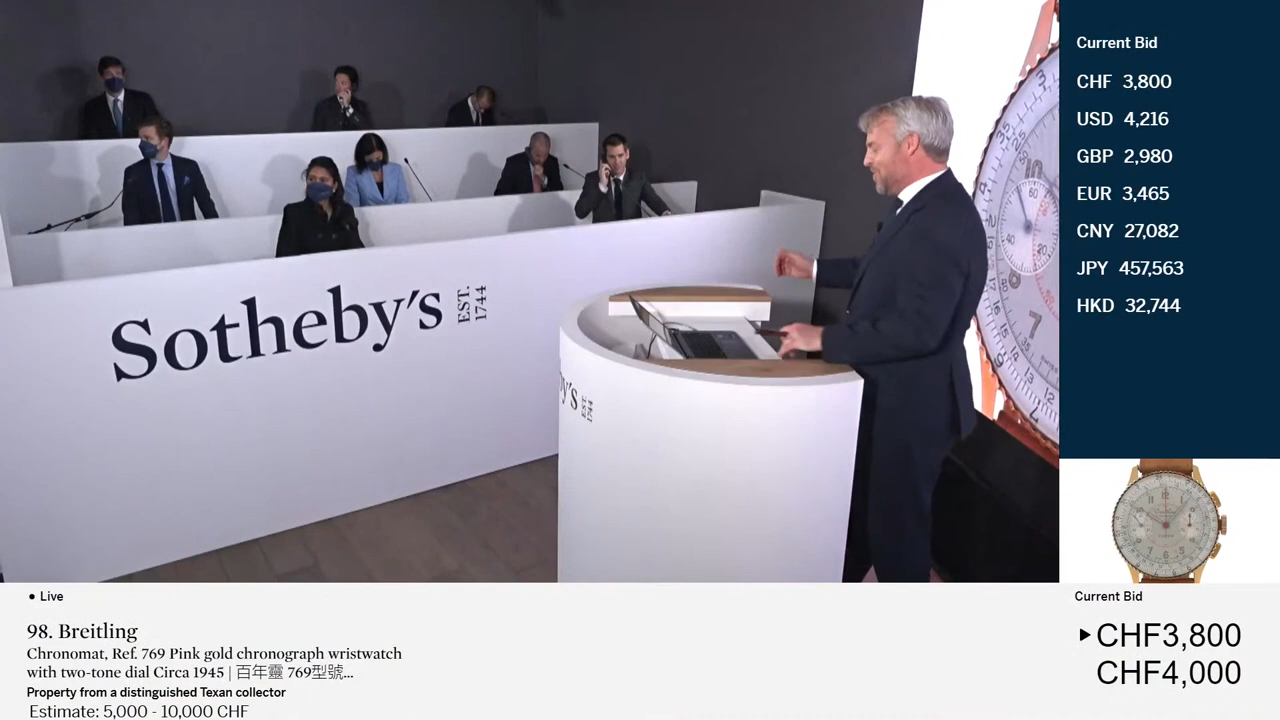 Sotheby's
EST.
1744
y's
EST.
1744
Current Bid
CHF 3,800
USD 4,216
GBP 2,980
EUR 3,465
CNY 27,082
JPY 457,563
HKD 32,744
• Live
98. Breitling
Chronomat, Ref. 769 Pink gold chronograph wristwatch
with two-tone dial Circa 1945 | 百年靈 769型號...
Property from a distinguished Texan collector
Estimate: 5,000 - 10,000 CHF
Current Bid
CHF3,800
CHF4,000